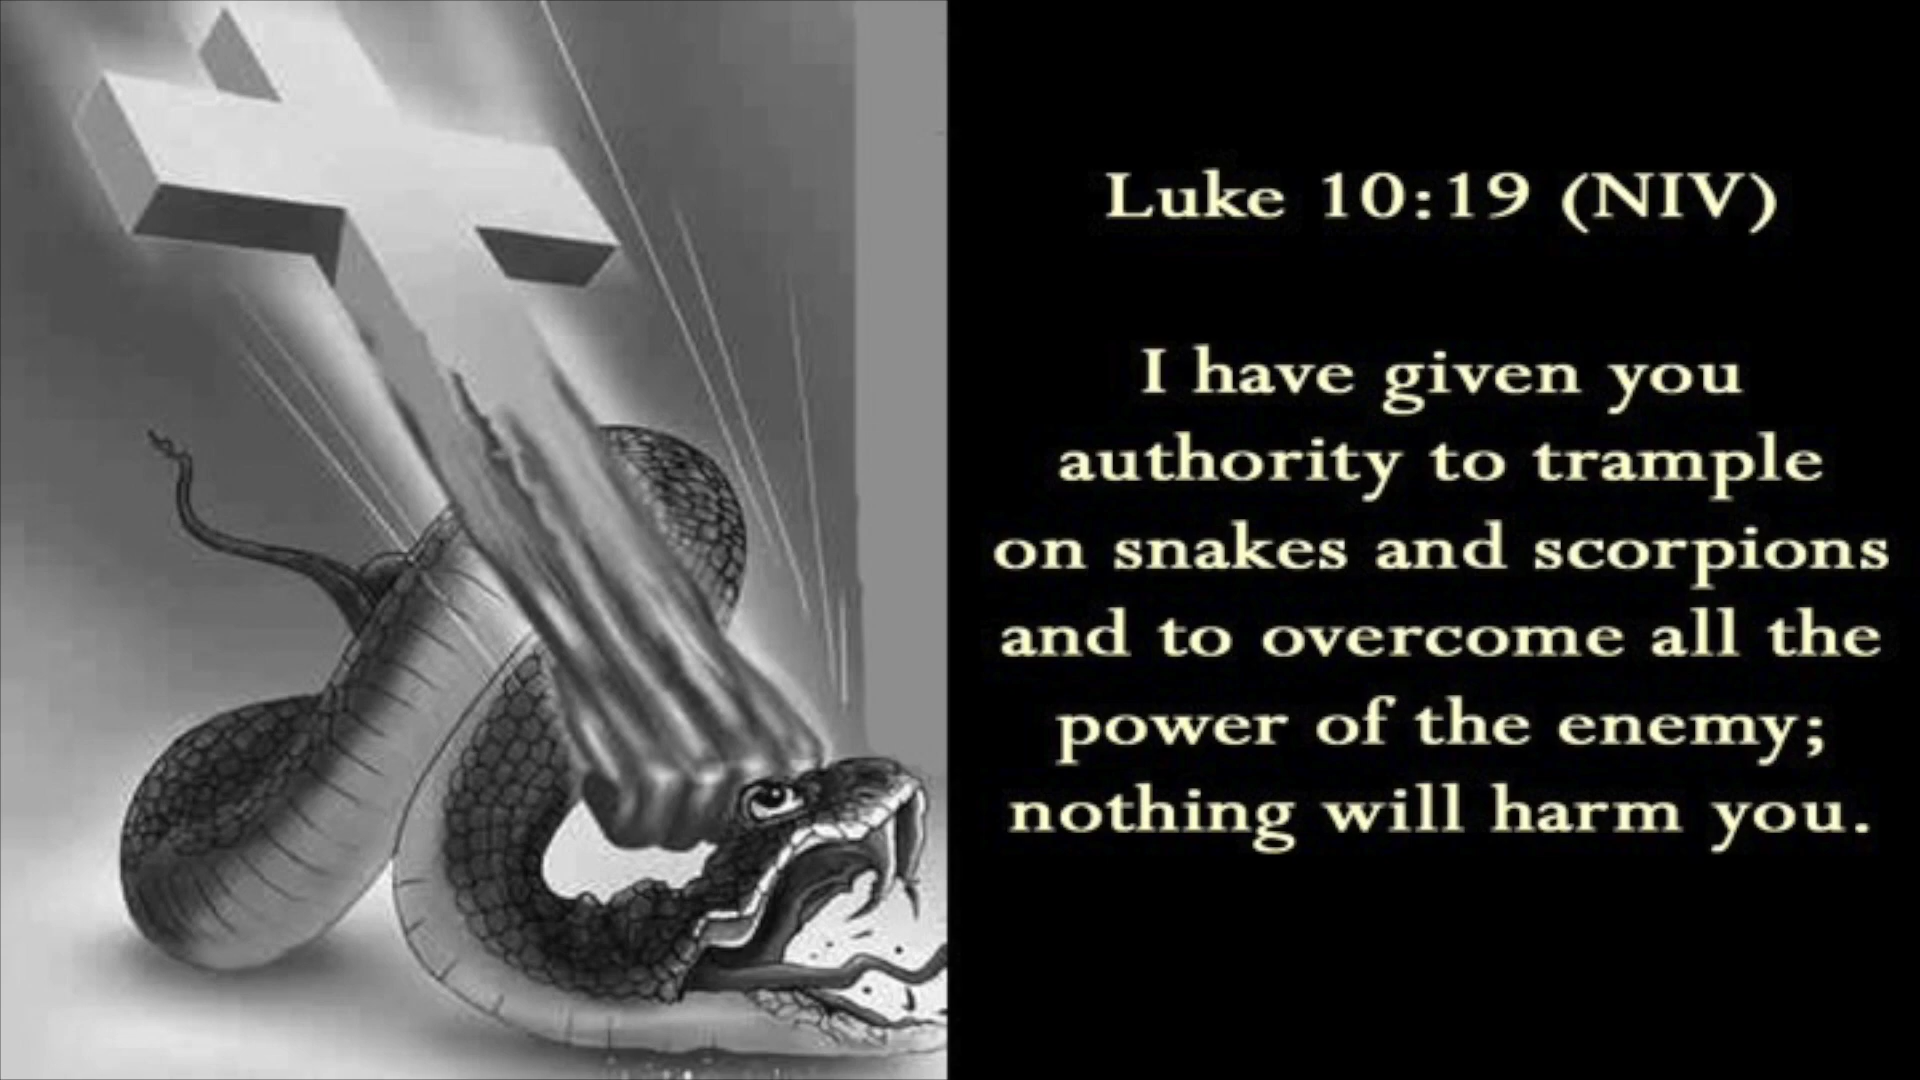 Luke 10:19 (NIV)
I have given you
authority to trample
on snakes and scorpions
and to overcome all the
power of the enemy;
nothing will harm you.